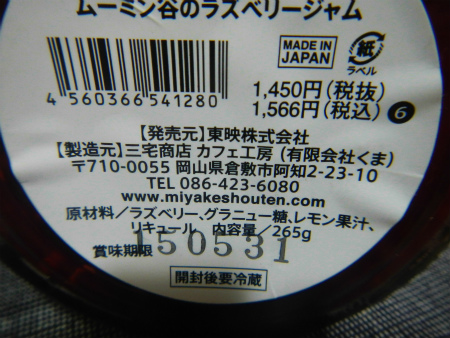 ムーミン谷のラズベリージャム
MADE IN
JAPAN
紙
ラベル
4 560366 541280
1,450円(税抜)
1,566円(税込) 6
【発売元】東映株式会社
【製造元】三宅商店 カフェ工房 (有限会社くま)
〒710-0055 岡山県倉敷市阿知2-23-10
TEL 086-423-6080
www.miyakeshouten.com
原材料/ラズベリー、グラニュー糖、レモン果汁、
リキュール 内容量/265g
賞味期限 150531
開封後要冷蔵